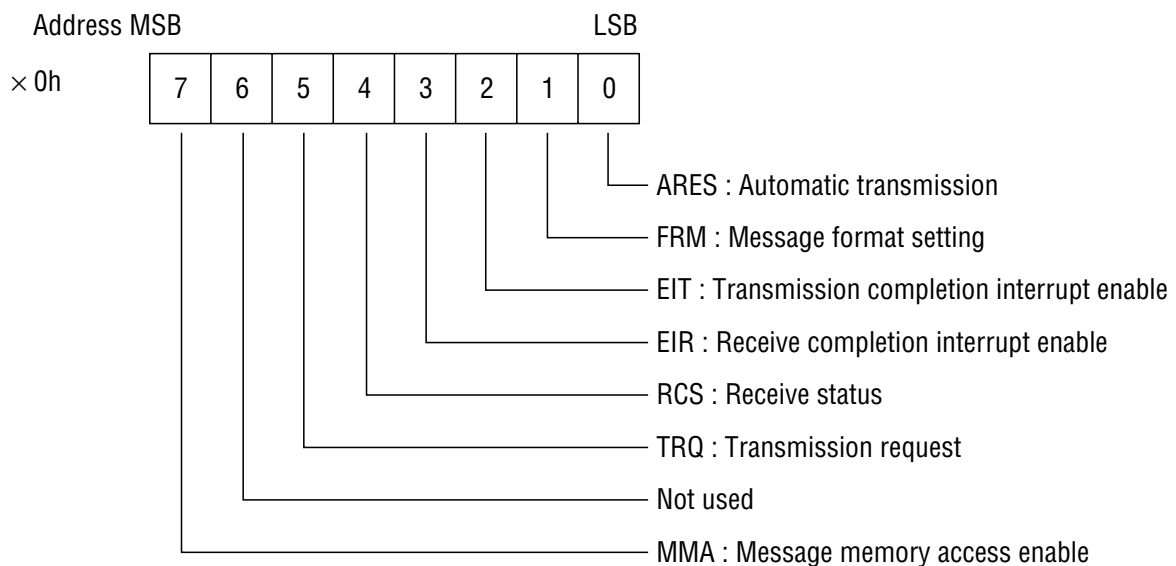 Address MSB LSB
× 0h 7 6 5 4 3 2 1 0
ARES : Automatic transmission
FRM : Message format setting
EIT : Transmission completion interrupt enable
EIR : Receive completion interrupt enable
RCS : Receive status
TRQ : Transmission request
Not used
MMA : Message memory access enable